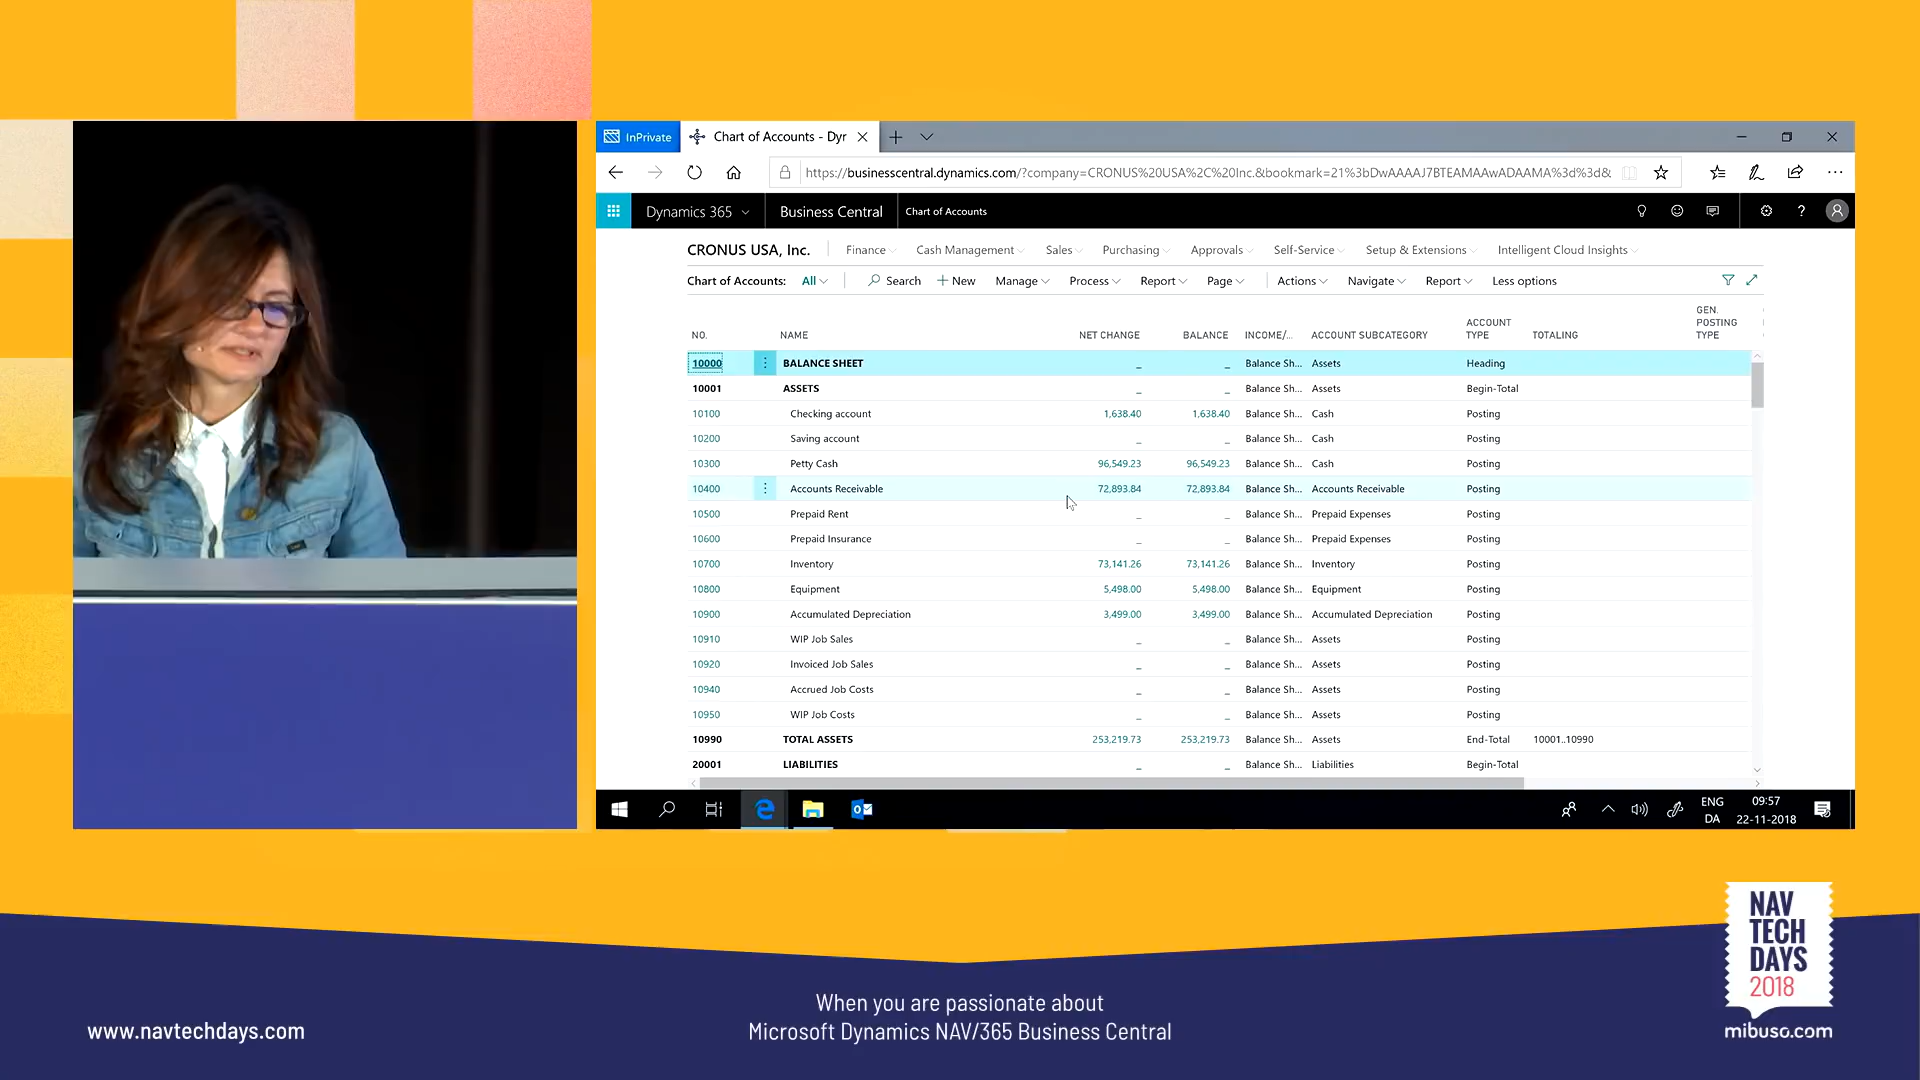 InPrivate
Chart of Accounts - Dyr
https://businesscentral.dynamics.com/?company=CRONUS%20USA%2C%20Inc.&bookmark=21%3bDwAAAAJ7BTEAMAAwADAAMA%3d%3d&
Dynamics 365
Business Central
Chart of Accounts
?
CRONUS USA, Inc.
Finance
Cash Management
Sales
Purchasing
Approvals
Self-Service
Setup & Extensions
Intelligent Cloud Insights
Chart of Accounts:
All
Search
+ New
Manage
Process
Report
Page
Actions
Navigate
Report
Less options
NO. NAME NET CHANGE BALANCE INCOME/... ACCOUNT SUBCATEGORY ACCOUNT TYPE TOTALING GEN. POSTING TYPE
10000 BALANCE SHEET _ _ Balance Sh... Assets Heading
10001 ASSETS _ _ Balance Sh... Assets Begin-Total
10100 Checking account 1,638.40 1,638.40 Balance Sh... Cash Posting
10200 Saving account _ _ Balance Sh... Cash Posting
10300 Petty Cash 96,549.23 96,549.23 Balance Sh... Cash Posting
10400 Accounts Receivable 72,893.84 72,893.84 Balance Sh... Accounts Receivable Posting
10500 Prepaid Rent _ _ Balance Sh... Prepaid Expenses Posting
10600 Prepaid Insurance _ _ Balance Sh... Prepaid Expenses Posting
10700 Inventory 73,141.26 73,141.26 Balance Sh... Inventory Posting
10800 Equipment 5,498.00 5,498.00 Balance Sh... Equipment Posting
10900 Accumulated Depreciation 3,499.00 3,499.00 Balance Sh... Accumulated Depreciation Posting
10910 WIP Job Sales _ _ Balance Sh... Assets Posting
10920 Invoiced Job Sales _ _ Balance Sh... Assets Posting
10940 Accrued Job Costs _ _ Balance Sh... Assets Posting
10950 WIP Job Costs _ _ Balance Sh... Assets Posting
10990 TOTAL ASSETS 253,219.73 253,219.73 Balance Sh... Assets End-Total 10001..10990
20001 LIABILITIES _ _ Balance Sh... Liabilities Begin-Total
ENG
DA
09:57
22-11-2018
NAV
TECH
DAYS
2018
mibuso.com
www.navtechdays.com
When you are passionate about
Microsoft Dynamics NAV/365 Business Central